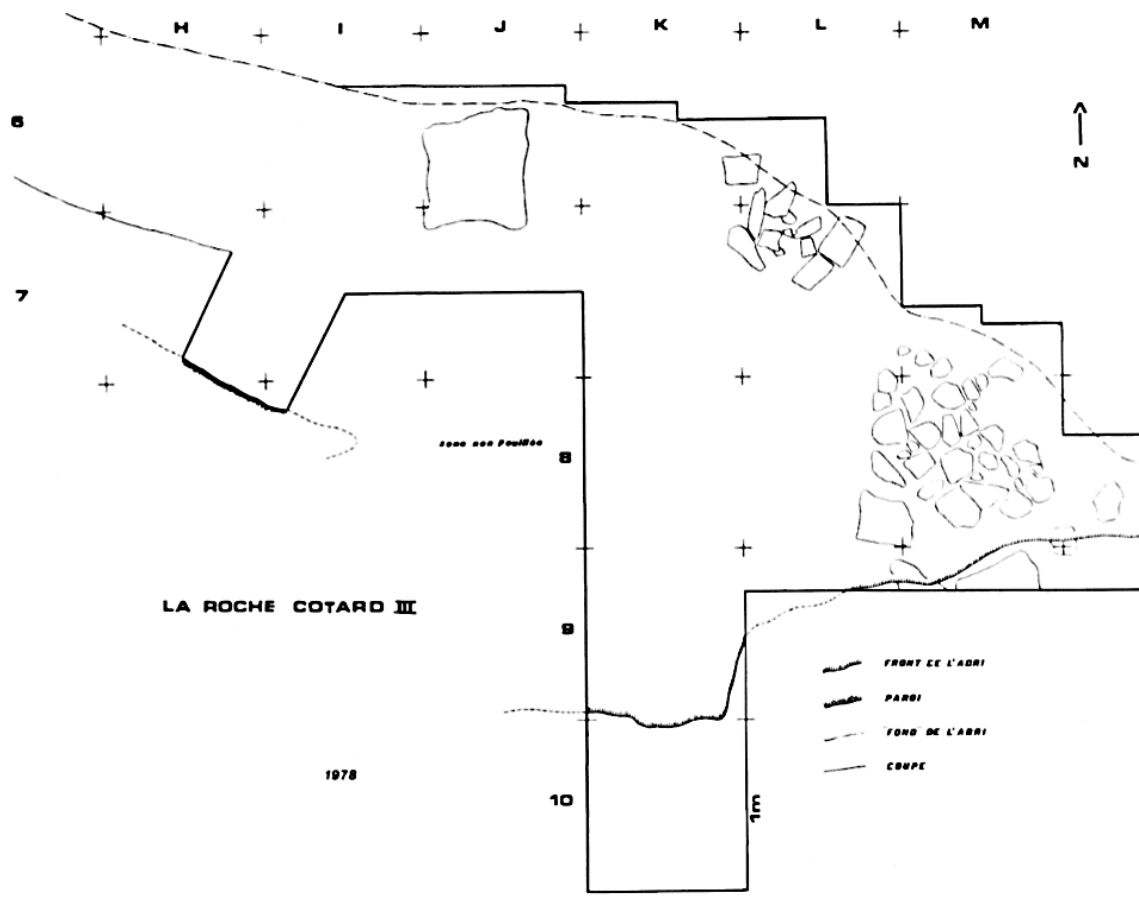 H I J K L M
6
N
7
zone non fouillée
8
LA ROCHE COTARD III
9
FRONT DE L'ABRI
PAROI
FOND DE L'ABRI
COUPE
1978
10
1m